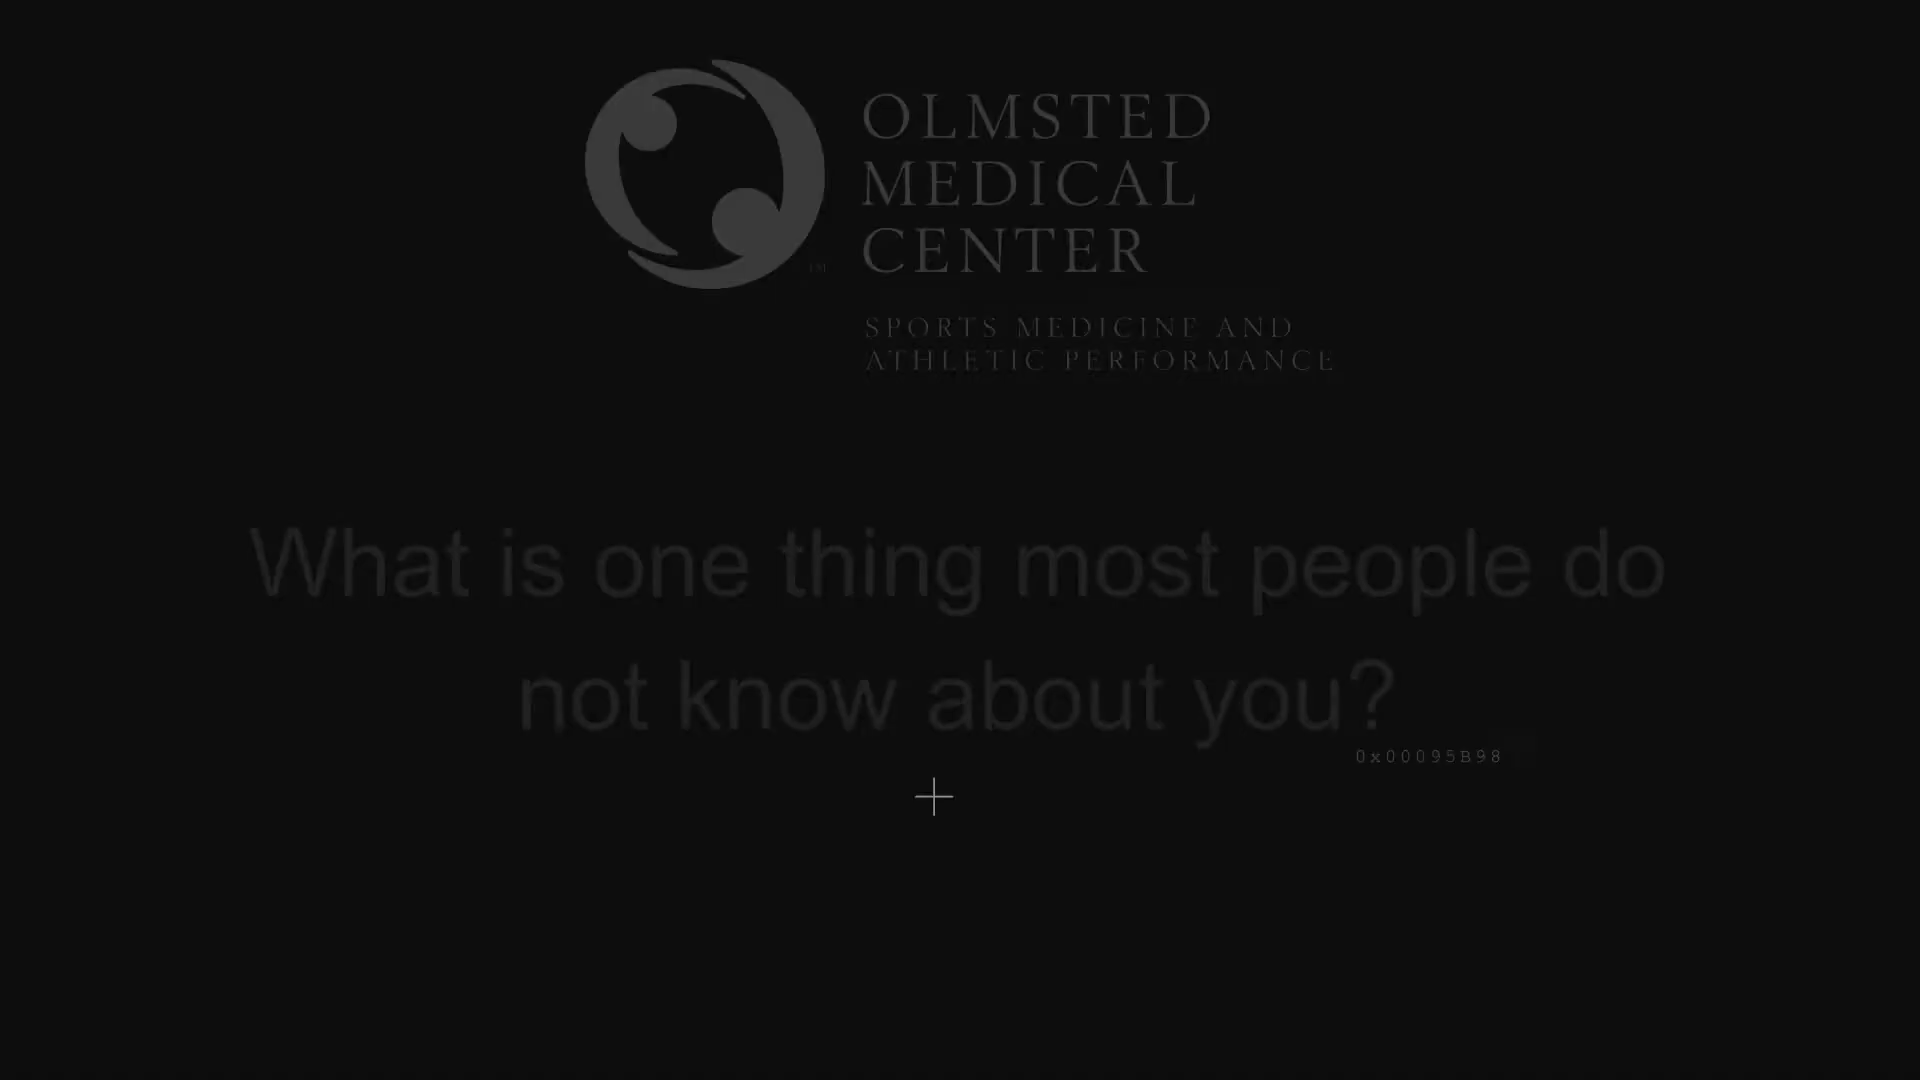 OLMSTED
MEDICAL
CENTER
TM
SPORTS MEDICINE AND
ATHLETIC PERFORMANCE
What is one thing most people do
not know about you?
0x00095B98